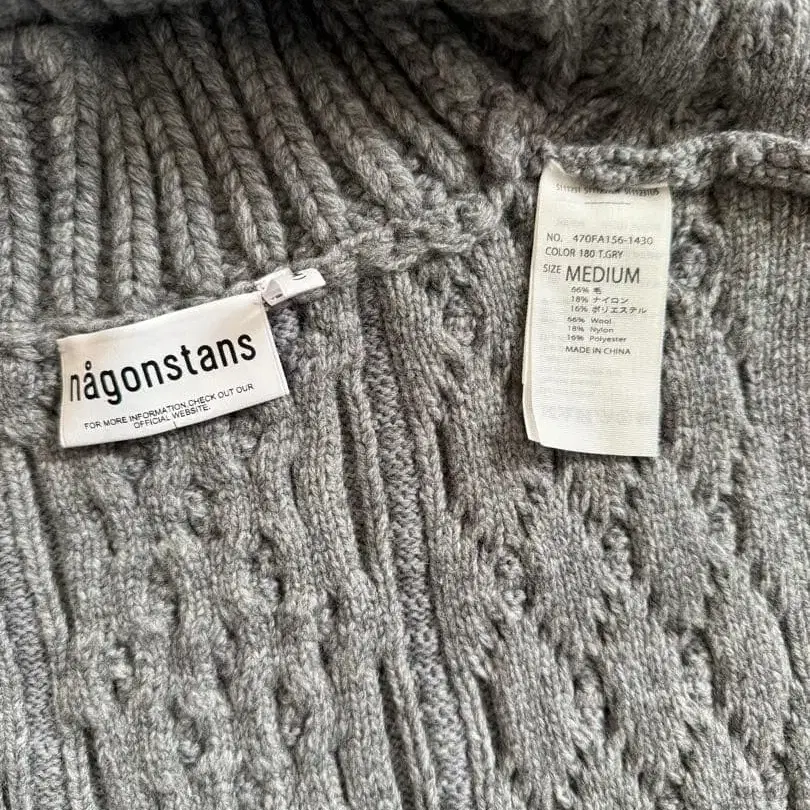 någonstans
FOR MORE INFORMATION CHECK OUT OUR
OFFICIAL WEBSITE.
NO. 470FA156-1430
COLOR 180 T.GRY
SIZE MEDIUM
66% 毛
18% ナイロン
16% ポリエステル
66% Wool
18% Nylon
16% Polyester
MADE IN CHINA